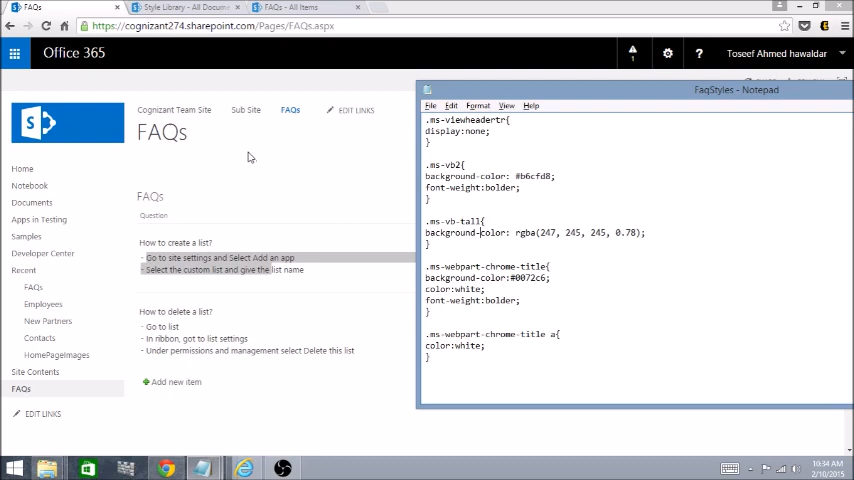 FAQs
Style Library - All Docume
FAQs - All Items
https://cognizant274.sharepoint.com/Pages/FAQs.aspx
Office 365
1
?
Toseef Ahmed hawaldar
Cognizant Team Site
Sub Site
FAQs
EDIT LINKS
FAQs
Home
Notebook
Documents
Apps in Testing
Samples
Developer Center
Recent
FAQs
Employees
New Partners
Contacts
HomePageImages
Site Contents
FAQs
EDIT LINKS
FAQs
Question
How to create a list?
- Go to site settings and Select Add an app
- Select the custom list and give the list name
How to delete a list?
- Go to list
- In ribbon, got to list settings
- Under permissions and management select Delete this list
Add new item
FaqStyles - Notepad
File Edit Format View Help
.ms-viewheadertr{
display:none;
}
.ms-vb2{
background-color: #b6cfd8;
font-weight:bolder;
}
.ms-vb-tall{
background-color: rgba(247, 245, 245, 0.78);
}
.ms-webpart-chrome-title{
background-color:#0072c6;
color:white;
font-weight:bolder;
}
.ms-webpart-chrome-title a{
color:white;
}
10:34 AM
2/10/2015